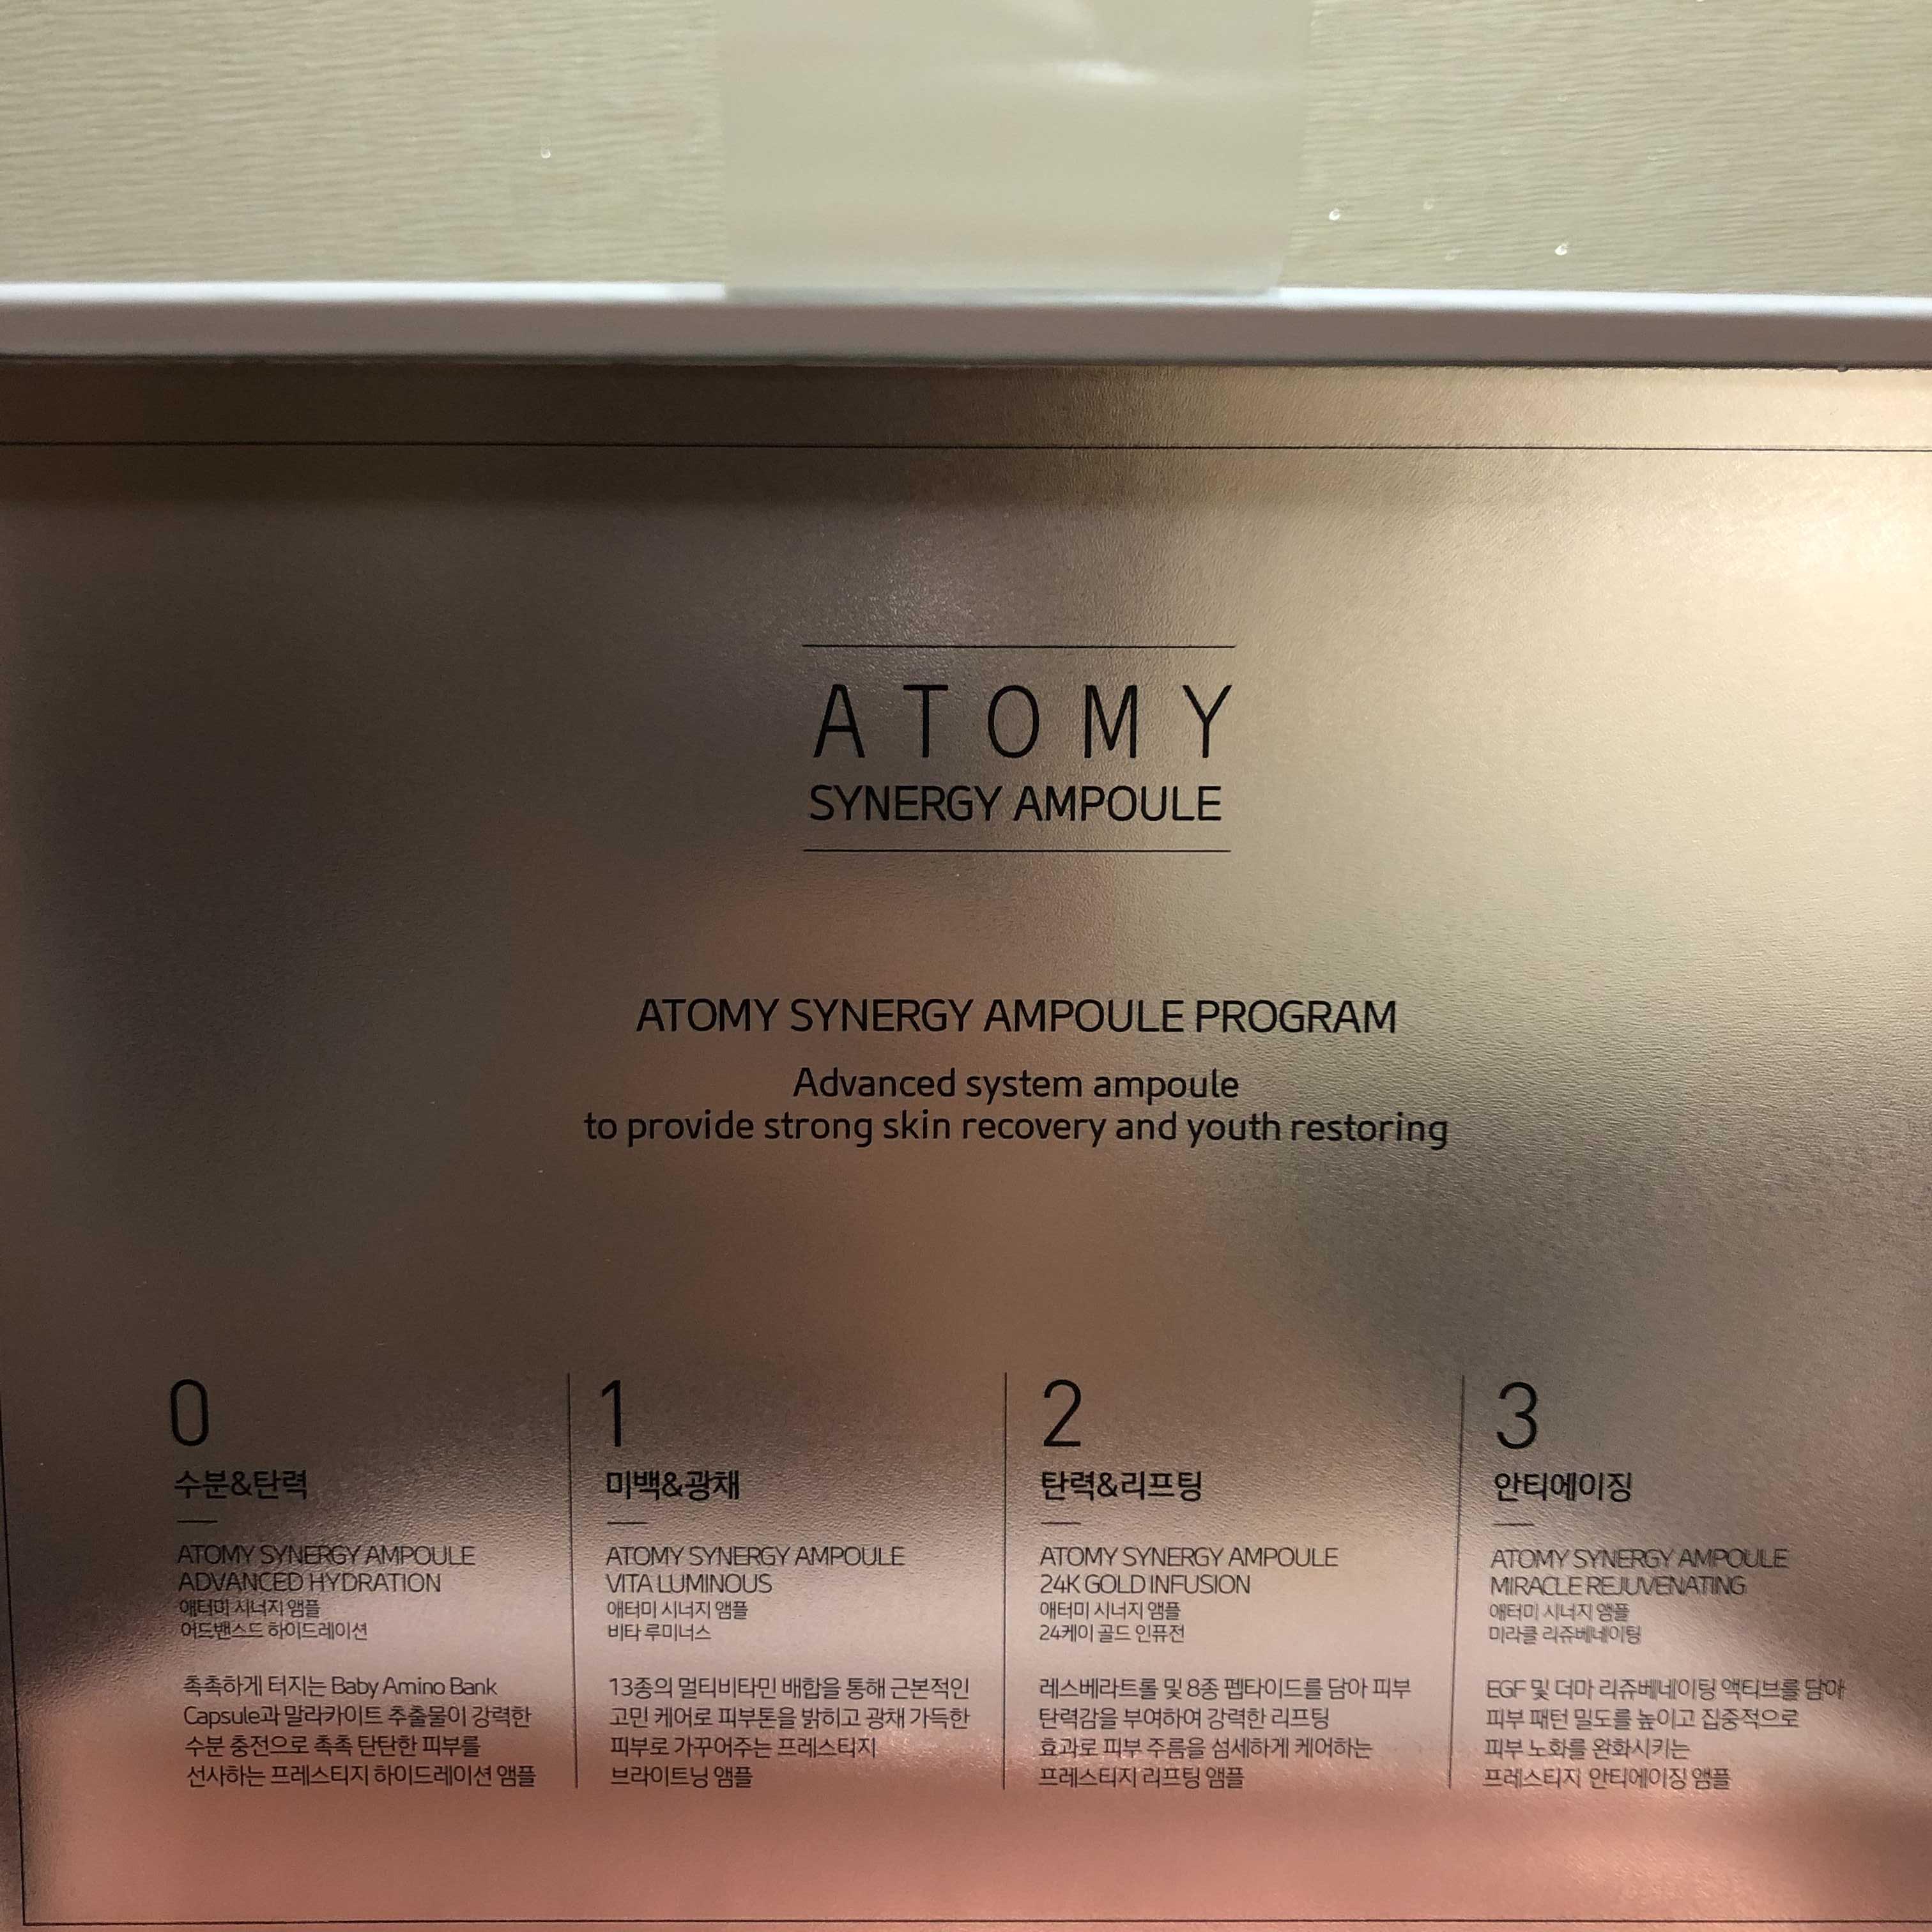 ATOMY
SYNERGY AMPOULE
ATOMY SYNERGY AMPOULE PROGRAM
Advanced system ampoule
to provide strong skin recovery and youth restoring
0
수분&탄력
ATOMY SYNERGY AMPOULE
ADVANCED HYDRATION
애터미 시너지 앰플
어드밴스드 하이드레이션
촉촉하게 터지는 Baby Amino Bank
Capsule과 말라카이트 추출물이 강력한
수분 충전으로 촉촉 탄탄한 피부를
선사하는 프레스티지 하이드레이션 앰플
1
미백&광채
ATOMY SYNERGY AMPOULE
VITA LUMINOUS
애터미 시너지 앰플
비타 루미너스
13종의 멀티비타민 배합을 통해 근본적인
고민 케어로 피부톤을 밝히고 광채 가득한
피부로 가꾸어주는 프레스티지
브라이트닝 앰플
2
탄력&리프팅
ATOMY SYNERGY AMPOULE
24K GOLD INFUSION
애터미 시너지 앰플
24케이 골드 인퓨전
레스베라트롤 및 8종 펩타이드를 담아 피부
탄력감을 부여하여 강력한 리프팅
효과로 피부 주름을 섬세하게 케어하는
프레스티지 리프팅 앰플
3
안티에이징
ATOMY SYNERGY AMPOULE
MIRACLE REJUVENATING
애터미 시너지 앰플
미라클 리쥬베네이팅
EGF 및 더마 리쥬베네이팅 액티브를 담아
피부 패턴 밀도를 높이고 집중적으로
피부 노화를 완화시키는
프레스티지 안티에이징 앰플